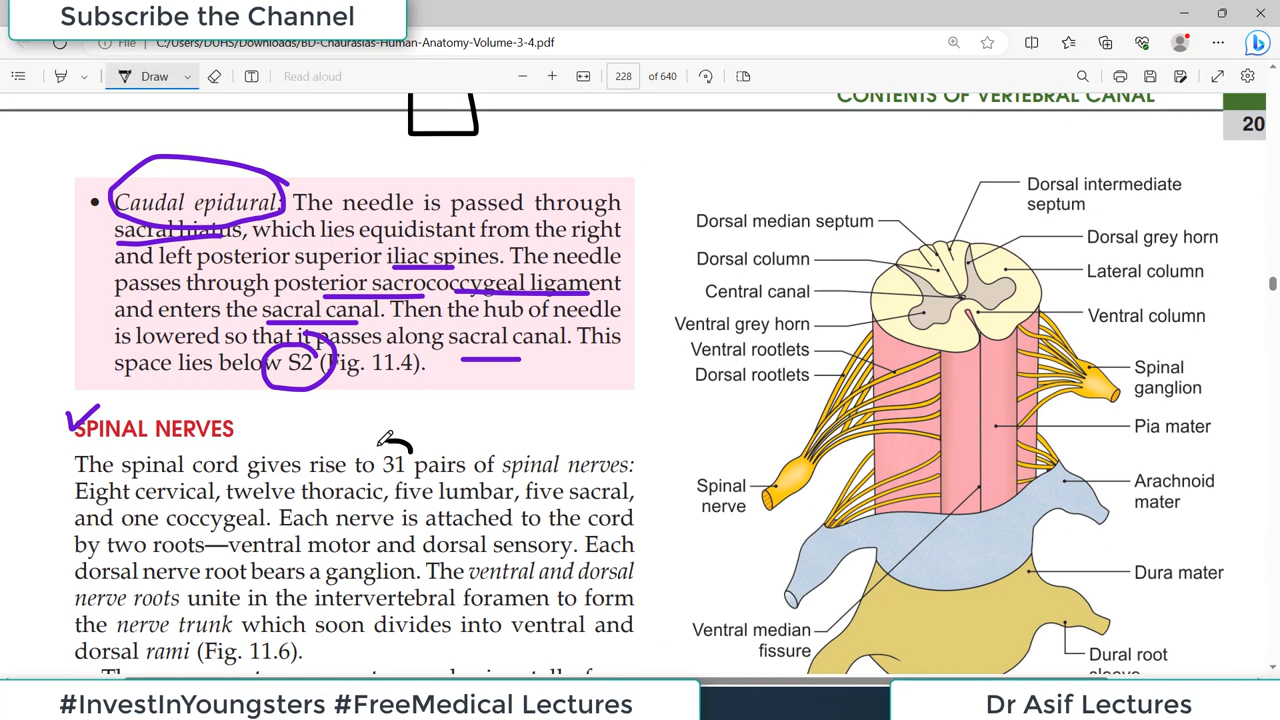 Subscribe the Channel
File
C:/Users/DUHS/Downloads/BD-Chaurasias-Human-Anatomy-Volume-3-4.pdf
Draw
Read aloud
228
of 640
CONTENTS OF VERTEBRAL CANAL
20
• Caudal epidural: The needle is passed through
sacral hiatus, which lies equidistant from the right
and left posterior superior iliac spines. The needle
passes through posterior sacrococcygeal ligament
and enters the sacral canal. Then the hub of needle
is lowered so that it passes along sacral canal. This
space lies below S2 (Fig. 11.4).
SPINAL NERVES
The spinal cord gives rise to 31 pairs of spinal nerves:
Eight cervical, twelve thoracic, five lumbar, five sacral,
and one coccygeal. Each nerve is attached to the cord
by two roots—ventral motor and dorsal sensory. Each
dorsal nerve root bears a ganglion. The ventral and dorsal
nerve roots unite in the intervertebral foramen to form
the nerve trunk which soon divides into ventral and
dorsal rami (Fig. 11.6).
Dorsal intermediate
septum
Dorsal median septum
Dorsal grey horn
Dorsal column
Lateral column
Central canal
Ventral column
Ventral grey horn
Ventral rootlets
Dorsal rootlets
Spinal
ganglion
Pia mater
Spinal
nerve
Arachnoid
mater
Dura mater
Ventral median
fissure
Dural root
#InvestInYoungsters #FreeMedical Lectures
Dr Asif Lectures